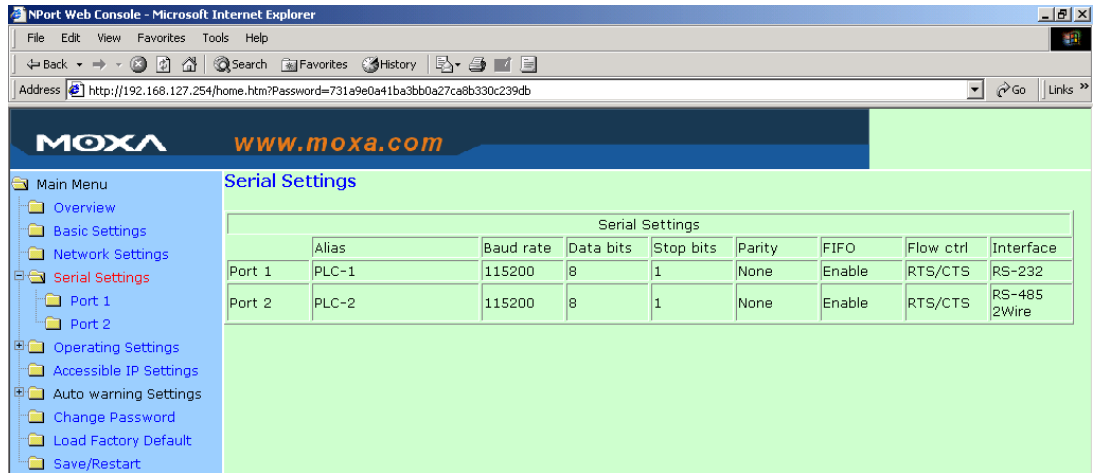 NPort Web Console - Microsoft Internet Explorer
File Edit View Favorites Tools Help
Back Search Favorites History
Address http://192.168.127.254/home.htm?Password=731a9e0a41ba3bb0a27ca8b330c239db Go Links »
MOXA www.moxa.com
Main Menu
Overview
Basic Settings
Network Settings
Serial Settings
Port 1
Port 2
Operating Settings
Accessible IP Settings
Auto warning Settings
Change Password
Load Factory Default
Save/Restart
Serial Settings
Serial Settings
Alias Baud rate Data bits Stop bits Parity FIFO Flow ctrl Interface
Port 1 PLC-1 115200 8 1 None Enable RTS/CTS RS-232
Port 2 PLC-2 115200 8 1 None Enable RTS/CTS RS-485
2Wire